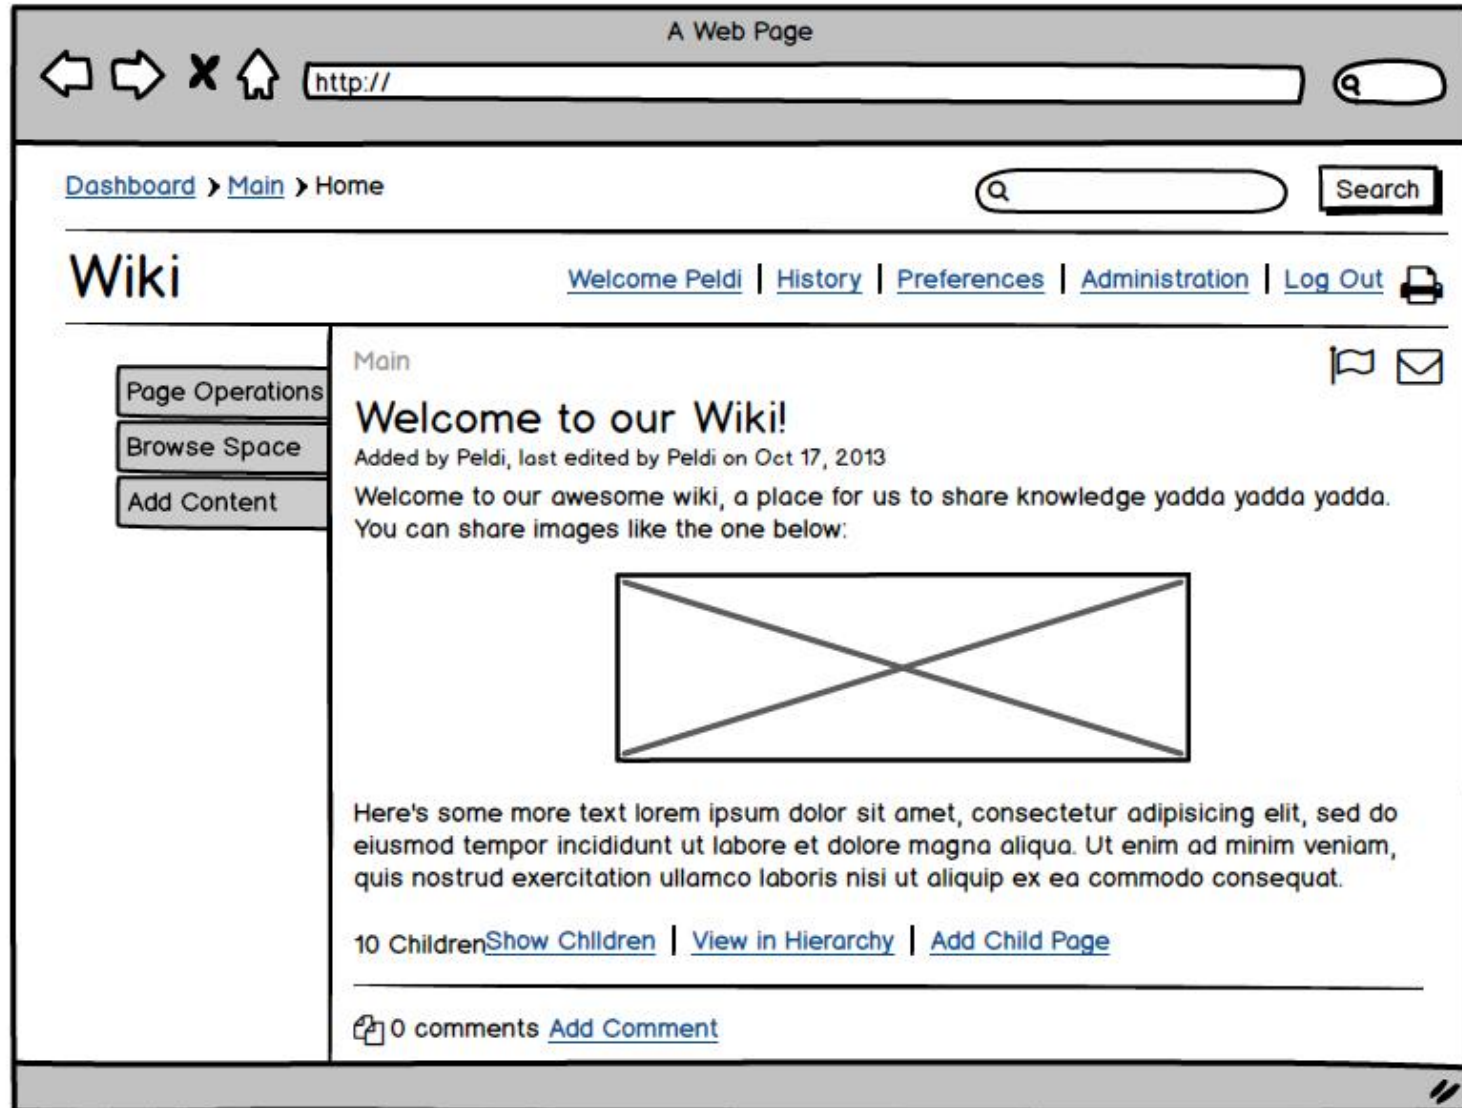 A Web Page
http://
Dashboard > Main > Home
Search
Wiki
Welcome Peldi | History | Preferences | Administration | Log Out
Page Operations
Browse Space
Add Content
Main
Welcome to our Wiki!
Added by Peldi, last edited by Peldi on Oct 17, 2013
Welcome to our awesome wiki, a place for us to share knowledge yadda yadda yadda.
You can share images like the one below:
Here's some more text lorem ipsum dolor sit amet, consectetur adipisicing elit, sed do
eiusmod tempor incididunt ut labore et dolore magna aliqua. Ut enim ad minim veniam,
quis nostrud exercitation ullamco laboris nisi ut aliquip ex ea commodo consequat.
10 Children Show Children | View in Hierarchy | Add Child Page
0 comments Add Comment